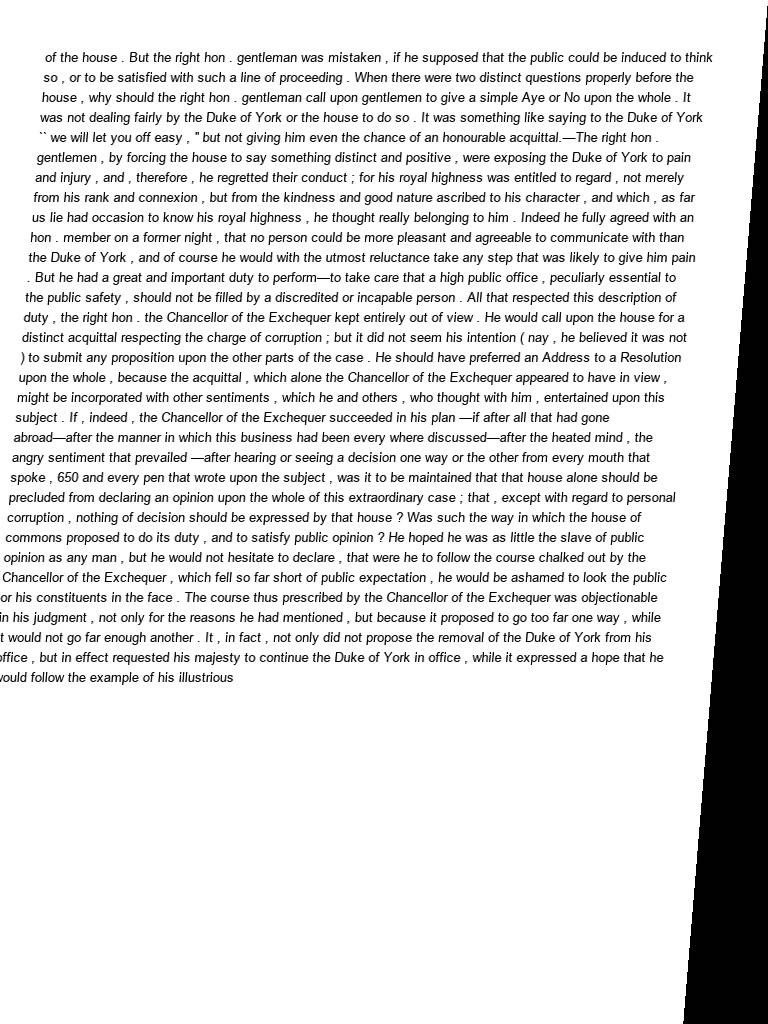 of the house . But the right hon . gentleman was mistaken , if he supposed that the public could be induced to think
so , or to be satisfied with such a line of proceeding . When there were two distinct questions properly before the
house , why should the right hon . gentleman call upon gentlemen to give a simple Aye or No upon the whole . It
was not dealing fairly by the Duke of York or the house to do so . It was something like saying to the Duke of York
`` we will let you off easy , " but not giving him even the chance of an honourable acquittal.—The right hon .
gentlemen , by forcing the house to say something distinct and positive , were exposing the Duke of York to pain
and injury , and , therefore , he regretted their conduct ; for his royal highness was entitled to regard , not merely
from his rank and connexion , but from the kindness and good nature ascribed to his character , and which , as far
us lie had occasion to know his royal highness , he thought really belonging to him . Indeed he fully agreed with an
hon . member on a former night , that no person could be more pleasant and agreeable to communicate with than
the Duke of York , and of course he would with the utmost reluctance take any step that was likely to give him pain
. But he had a great and important duty to perform—to take care that a high public office , peculiarly essential to
the public safety , should not be filled by a discredited or incapable person . All that respected this description of
duty , the right hon . the Chancellor of the Exchequer kept entirely out of view . He would call upon the house for a
distinct acquittal respecting the charge of corruption ; but it did not seem his intention ( nay , he believed it was not
) to submit any proposition upon the other parts of the case . He should have preferred an Address to a Resolution
upon the whole , because the acquittal , which alone the Chancellor of the Exchequer appeared to have in view ,
might be incorporated with other sentiments , which he and others , who thought with him , entertained upon this
subject . If , indeed , the Chancellor of the Exchequer succeeded in his plan —if after all that had gone
abroad—after the manner in which this business had been every where discussed—after the heated mind , the
angry sentiment that prevailed —after hearing or seeing a decision one way or the other from every mouth that
spoke , 650 and every pen that wrote upon the subject , was it to be maintained that that house alone should be
precluded from declaring an opinion upon the whole of this extraordinary case ; that , except with regard to personal
corruption , nothing of decision should be expressed by that house ? Was such the way in which the house of
commons proposed to do its duty , and to satisfy public opinion ? He hoped he was as little the slave of public
opinion as any man , but he would not hesitate to declare , that were he to follow the course chalked out by the
Chancellor of the Exchequer , which fell so far short of public expectation , he would be ashamed to look the public
or his constituents in the face . The course thus prescribed by the Chancellor of the Exchequer was objectionable
in his judgment , not only for the reasons he had mentioned , but because it proposed to go too far one way , while
t would not go far enough another . It , in fact , not only did not propose the removal of the Duke of York from his
office , but in effect requested his majesty to continue the Duke of York in office , while it expressed a hope that he
would follow the example of his illustrious